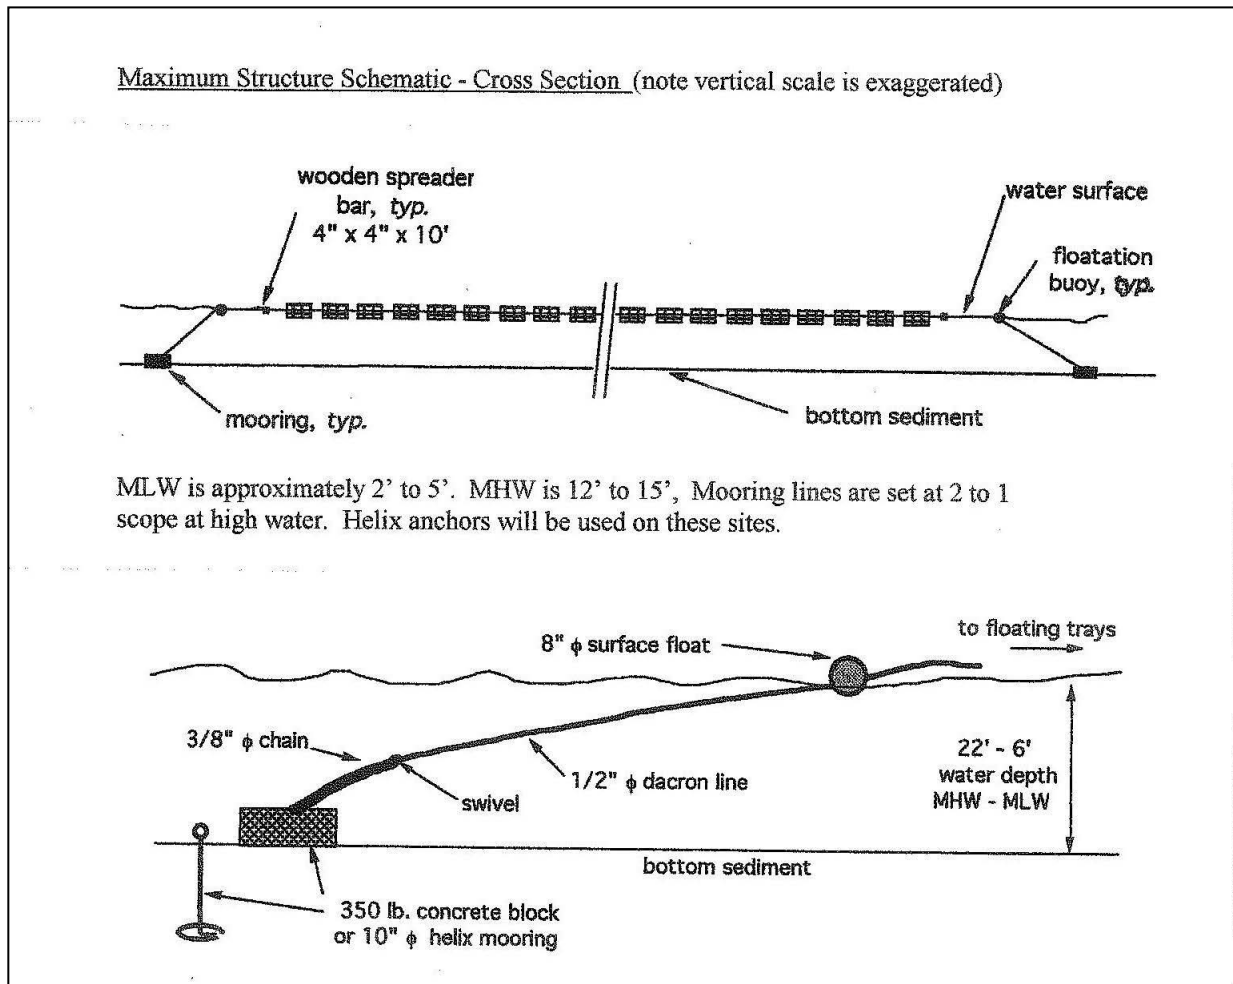 Maximum Structure Schematic - Cross Section (note vertical scale is exaggerated)
wooden spreader
bar, typ.
4" x 4" x 10'
water surface
floatation
buoy, typ.
mooring, typ.
bottom sediment
MLW is approximately 2' to 5'. MHW is 12' to 15', Mooring lines are set at 2 to 1
scope at high water. Helix anchors will be used on these sites.
to floating trays
8" ϕ surface float
3/8" ϕ chain
22' - 6'
water depth
MHW - MLW
1/2" ϕ dacron line
swivel
bottom sediment
350 lb. concrete block
or 10" ϕ helix mooring